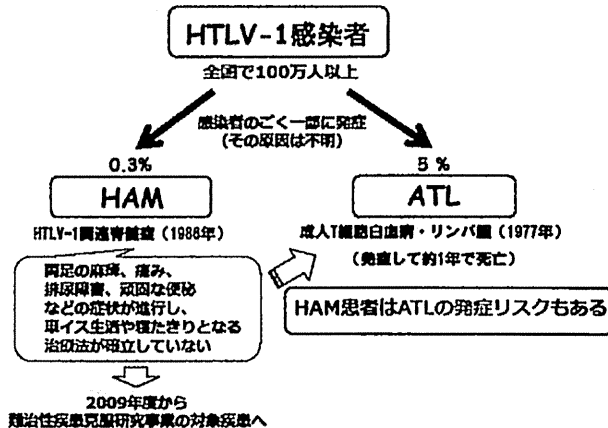 HTLV-1感染者
全国で100万人以上
感染者のごく一部に発症
(その原因は不明)
0.3%
5 %
HAM
ATL
HTLV-1関連脊髄症(1986年)
成人T細胞白血病・リンパ腫(1977年)
(発症して約1年で死亡)
両足の麻痺、痛み、
排尿障害、頑固な便秘
などの症状が進行し、
車イス生活や寝たきりとなる
治療法が確立していない
HAM患者はATLの発症リスクもある
2009年度から
難治性疾患克服研究事業の対象疾患へ